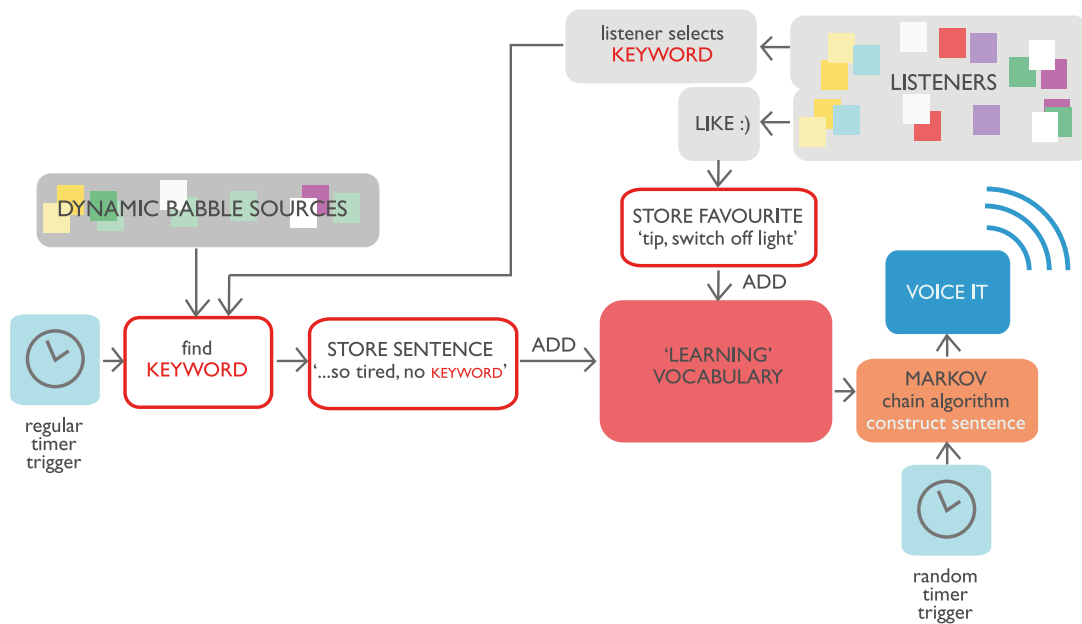 listener selects
KEYWORD
LISTENERS
LIKE :)
DYNAMIC BABBLE SOURCES
STORE FAVOURITE
‘tip, switch off light’
ADD
VOICE IT
find
KEYWORD
STORE SENTENCE
‘...so tired, no KEYWORD’
ADD
‘LEARNING’
VOCABULARY
MARKOV
chain algorithm
construct sentence
regular
timer
trigger
random
timer
trigger